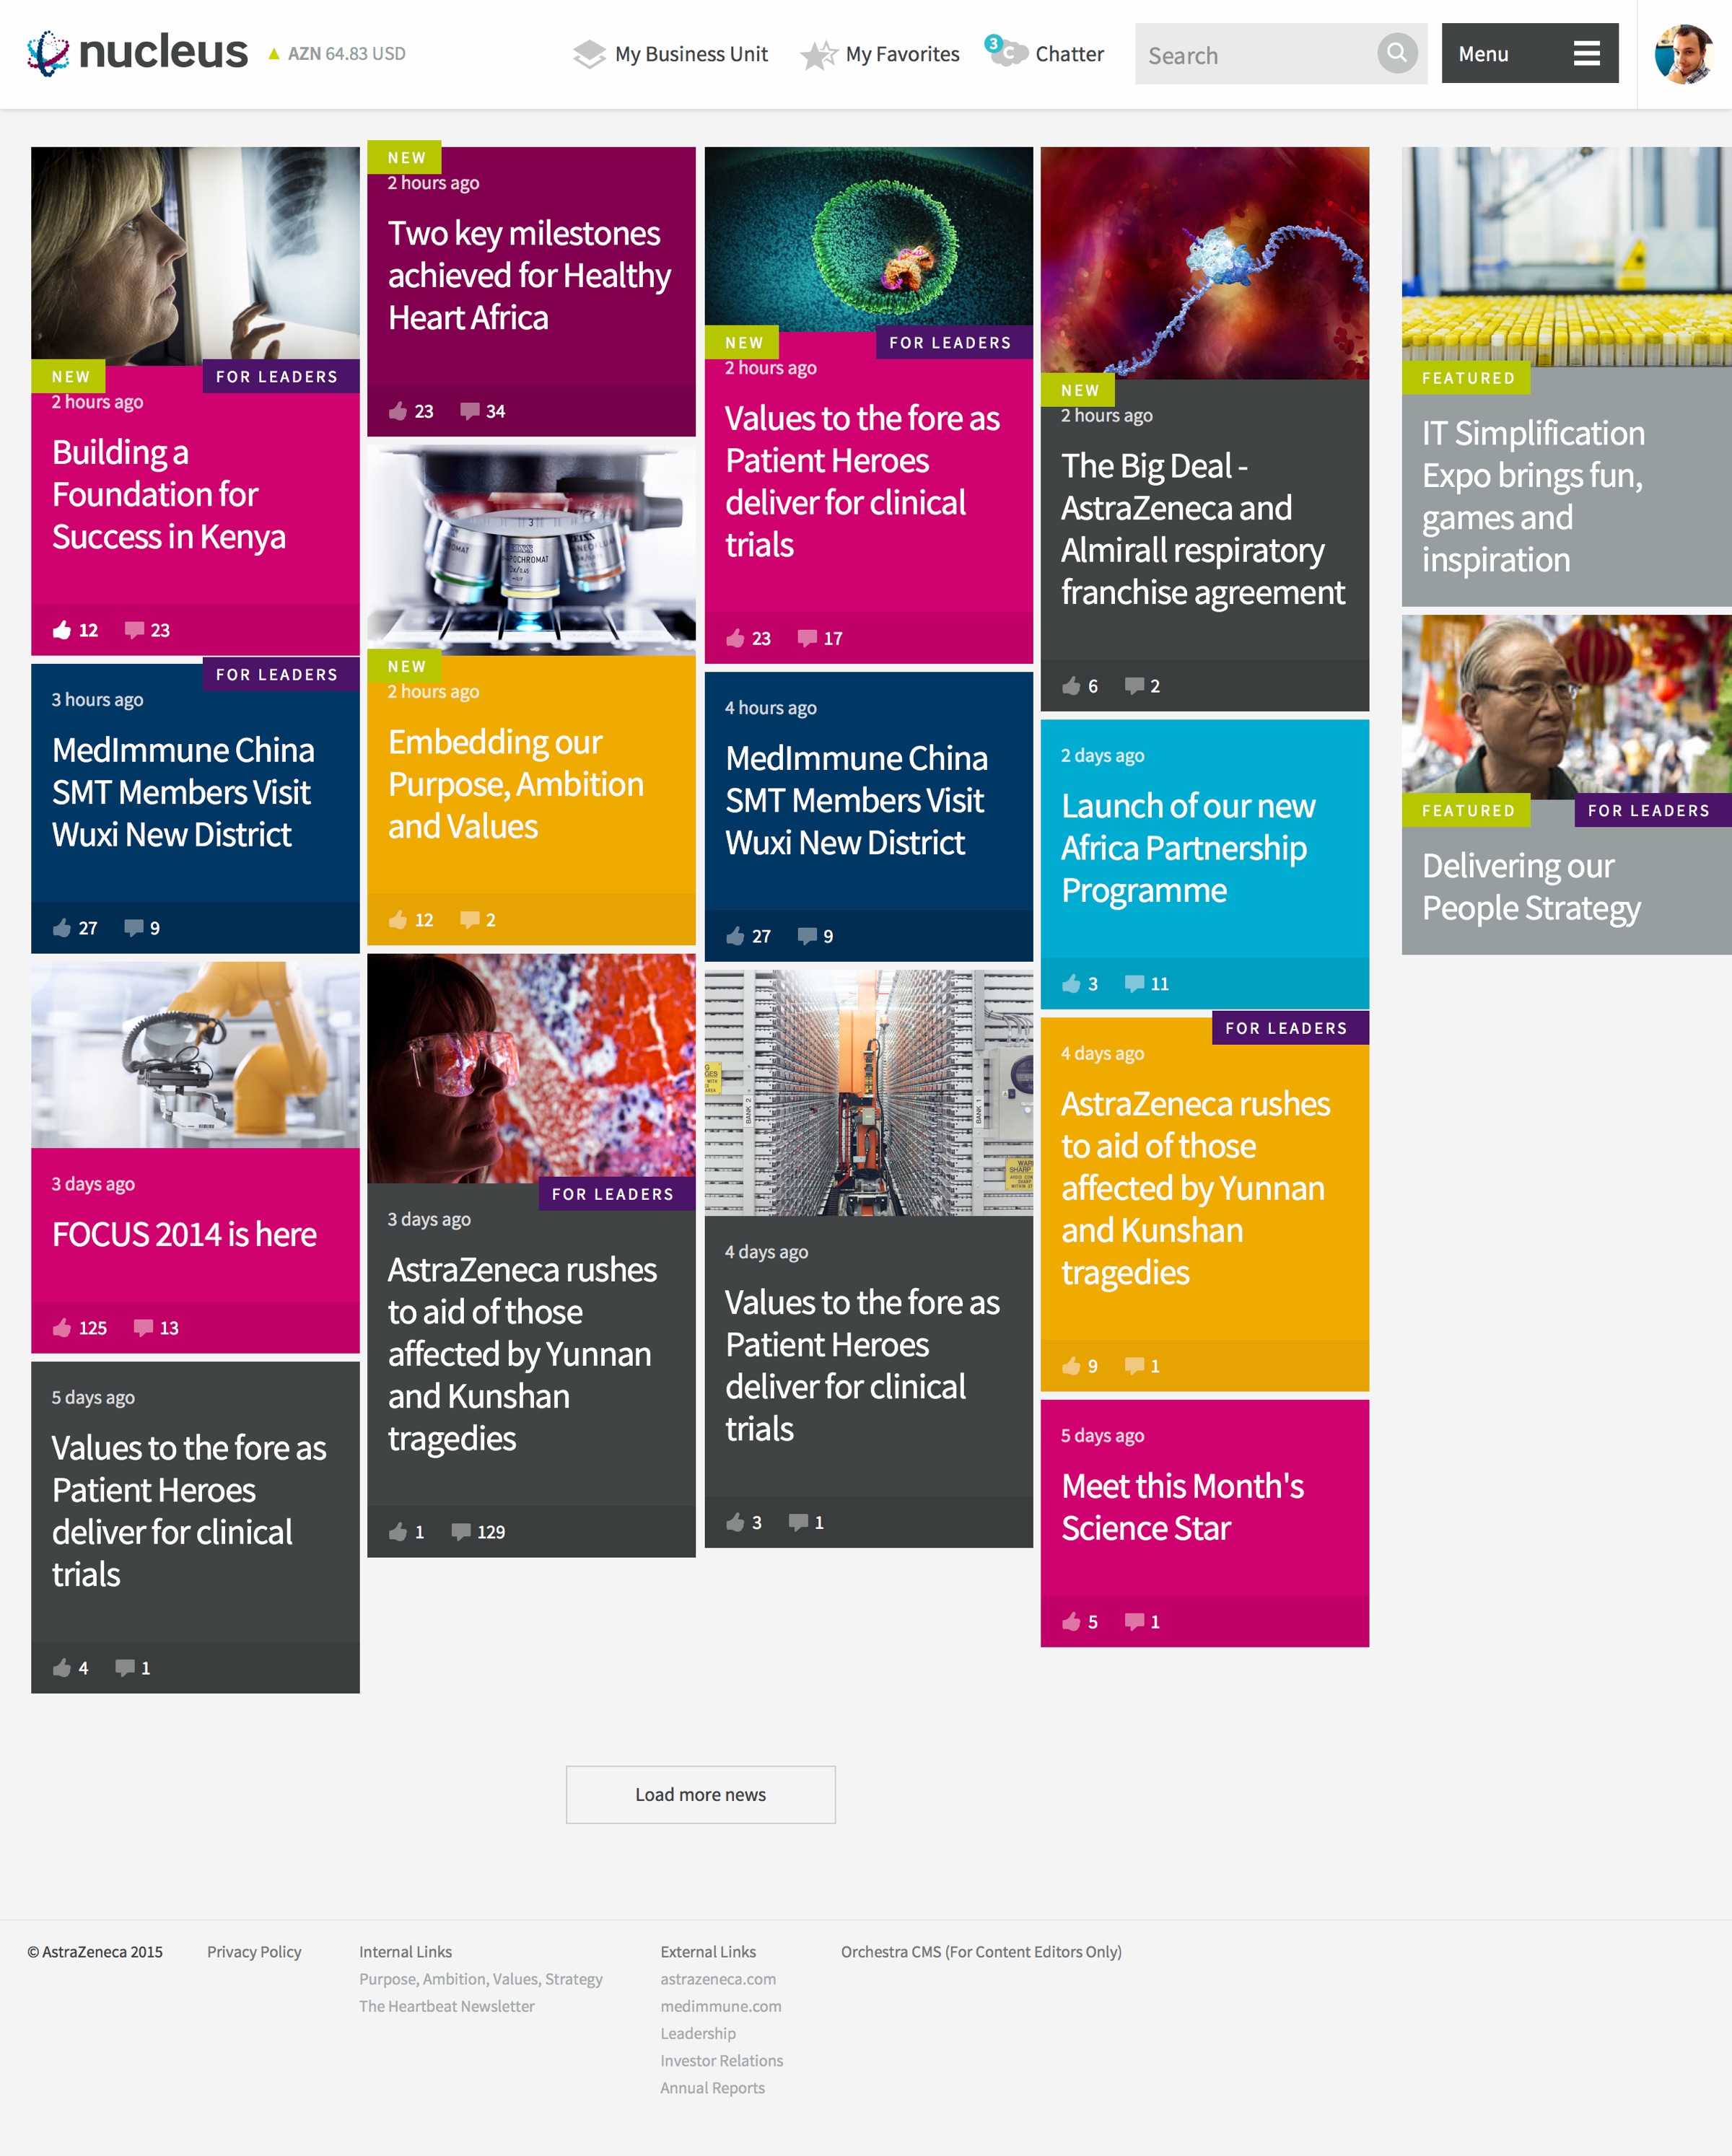 nucleus
AZN 64.83 USD
My Business Unit
My Favorites
3
Chatter
Search
Menu
NEW
FOR LEADERS
2 hours ago
Building a
Foundation for
Success in Kenya
12
23
FOR LEADERS
3 hours ago
MedImmune China
SMT Members Visit
Wuxi New District
27
9
3 days ago
FOCUS 2014 is here
125
13
5 days ago
Values to the fore as
Patient Heroes
deliver for clinical
trials
4
1
NEW
2 hours ago
Two key milestones
achieved for Healthy
Heart Africa
23
34
NEW
2 hours ago
Embedding our
Purpose, Ambition
and Values
12
2
FOR LEADERS
3 days ago
AstraZeneca rushes
to aid of those
affected by Yunnan
and Kunshan
tragedies
1
129
NEW
FOR LEADERS
2 hours ago
Values to the fore as
Patient Heroes
deliver for clinical
trials
23
17
4 hours ago
MedImmune China
SMT Members Visit
Wuxi New District
27
9
BANK 2
BANK 1
4 days ago
Values to the fore as
Patient Heroes
deliver for clinical
trials
3
1
NEW
2 hours ago
The Big Deal -
AstraZeneca and
Almirall respiratory
franchise agreement
6
2
2 days ago
Launch of our new
Africa Partnership
Programme
3
11
FOR LEADERS
4 days ago
AstraZeneca rushes
to aid of those
affected by Yunnan
and Kunshan
tragedies
9
1
5 days ago
Meet this Month's
Science Star
5
1
FEATURED
IT Simplification
Expo brings fun,
games and
inspiration
FEATURED
FOR LEADERS
Delivering our
People Strategy
Load more news
© AstraZeneca 2015
Privacy Policy
Internal Links
Purpose, Ambition, Values, Strategy
The Heartbeat Newsletter
External Links
astrazeneca.com
medimmune.com
Leadership
Investor Relations
Annual Reports
Orchestra CMS (For Content Editors Only)